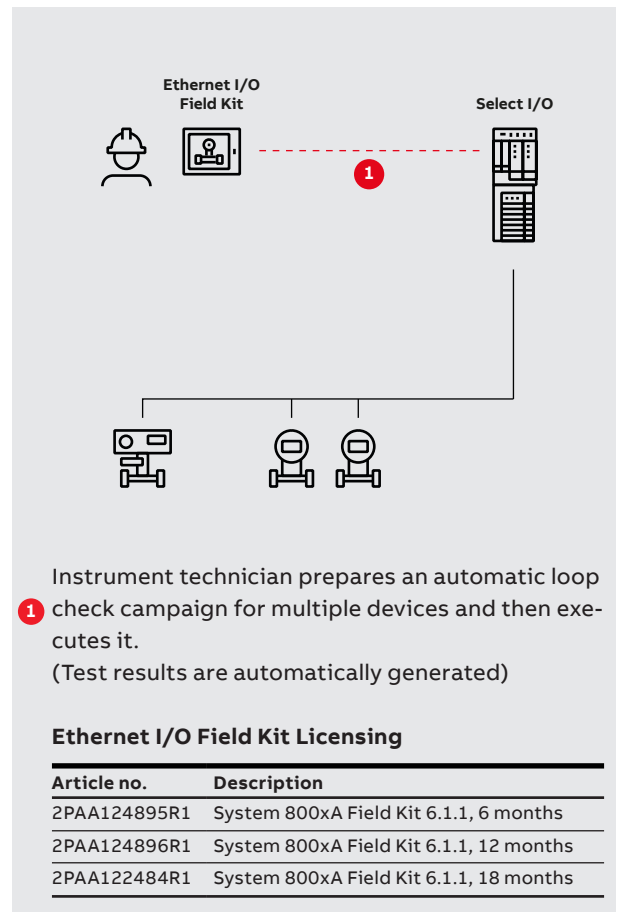 Ethernet I/O
Field Kit
Select I/O
1
Instrument technician prepares an automatic loop
1 check campaign for multiple devices and then exe-
cutes it.
(Test results are automatically generated)
Ethernet I/O Field Kit Licensing
Article no. Description
2PAA124895R1 System 800xA Field Kit 6.1.1, 6 months
2PAA124896R1 System 800xA Field Kit 6.1.1, 12 months
2PAA122484R1 System 800xA Field Kit 6.1.1, 18 months